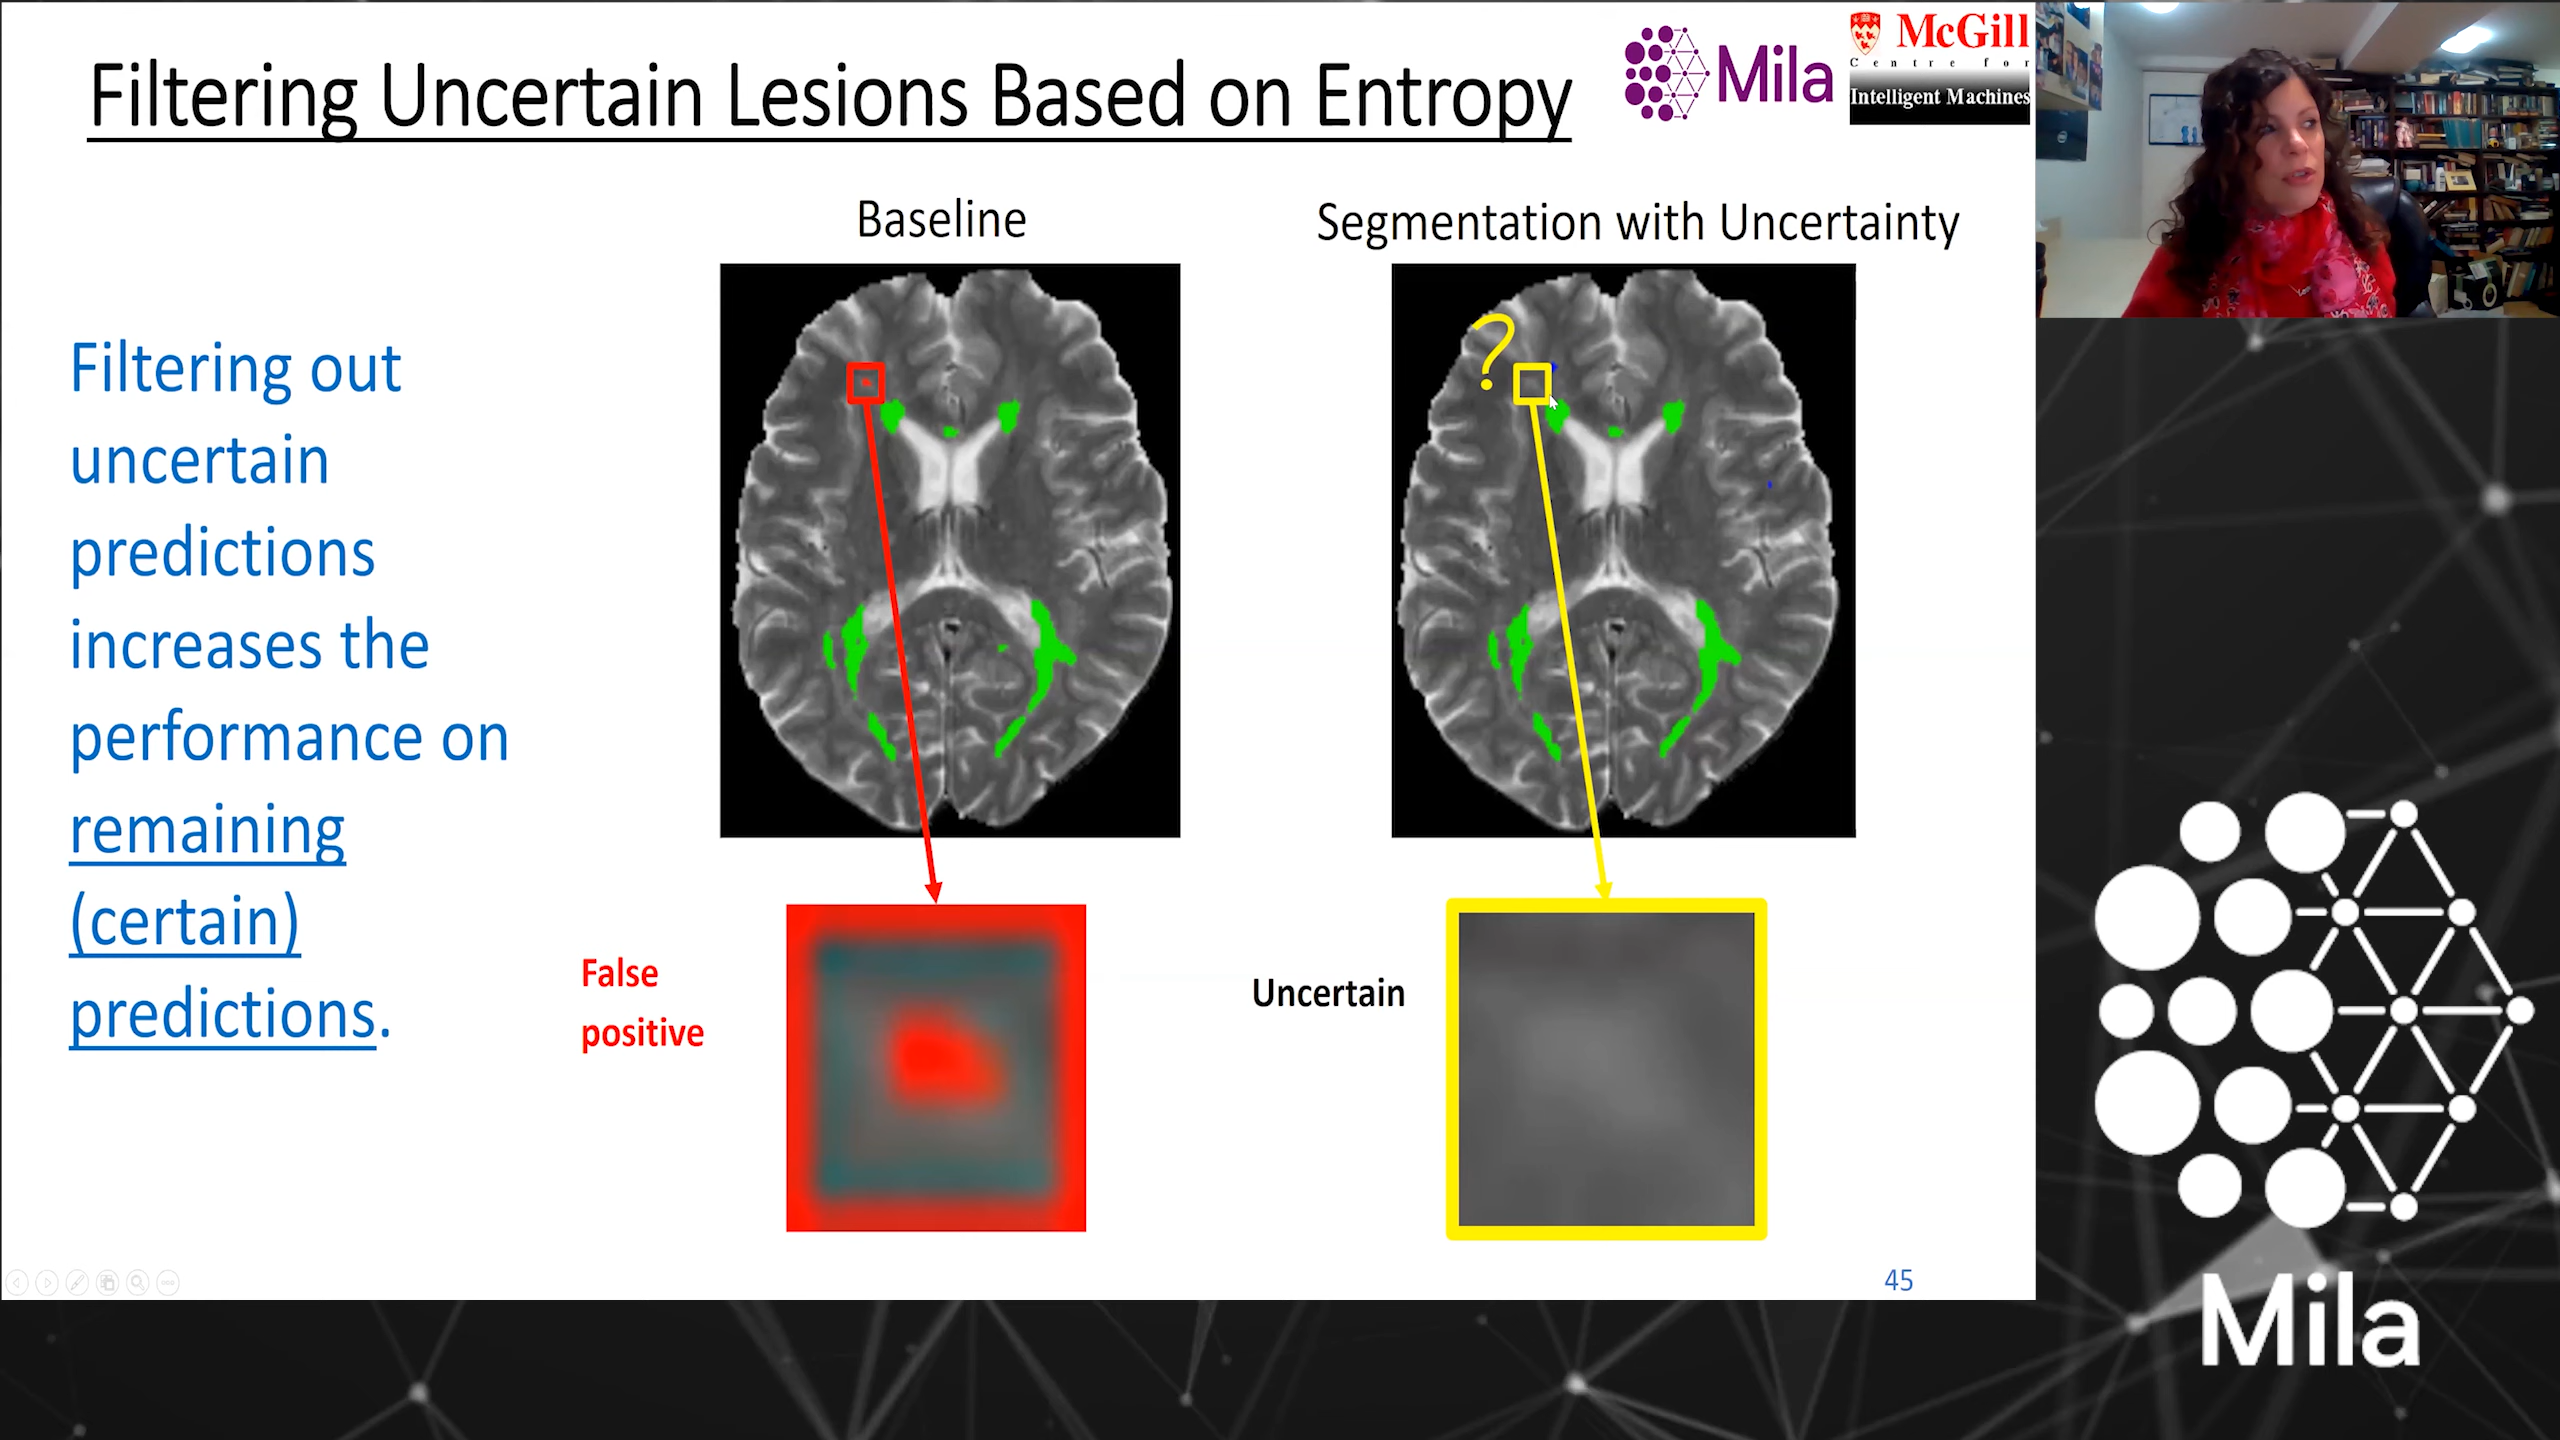 Filtering Uncertain Lesions Based on Entropy
Mila
McGill
Centre for
Intelligent Machines
Baseline
Segmentation with Uncertainty
Filtering out
uncertain
predictions
increases the
performance on
remaining
(certain)
predictions.
?
False
positive
Uncertain
45
Mila